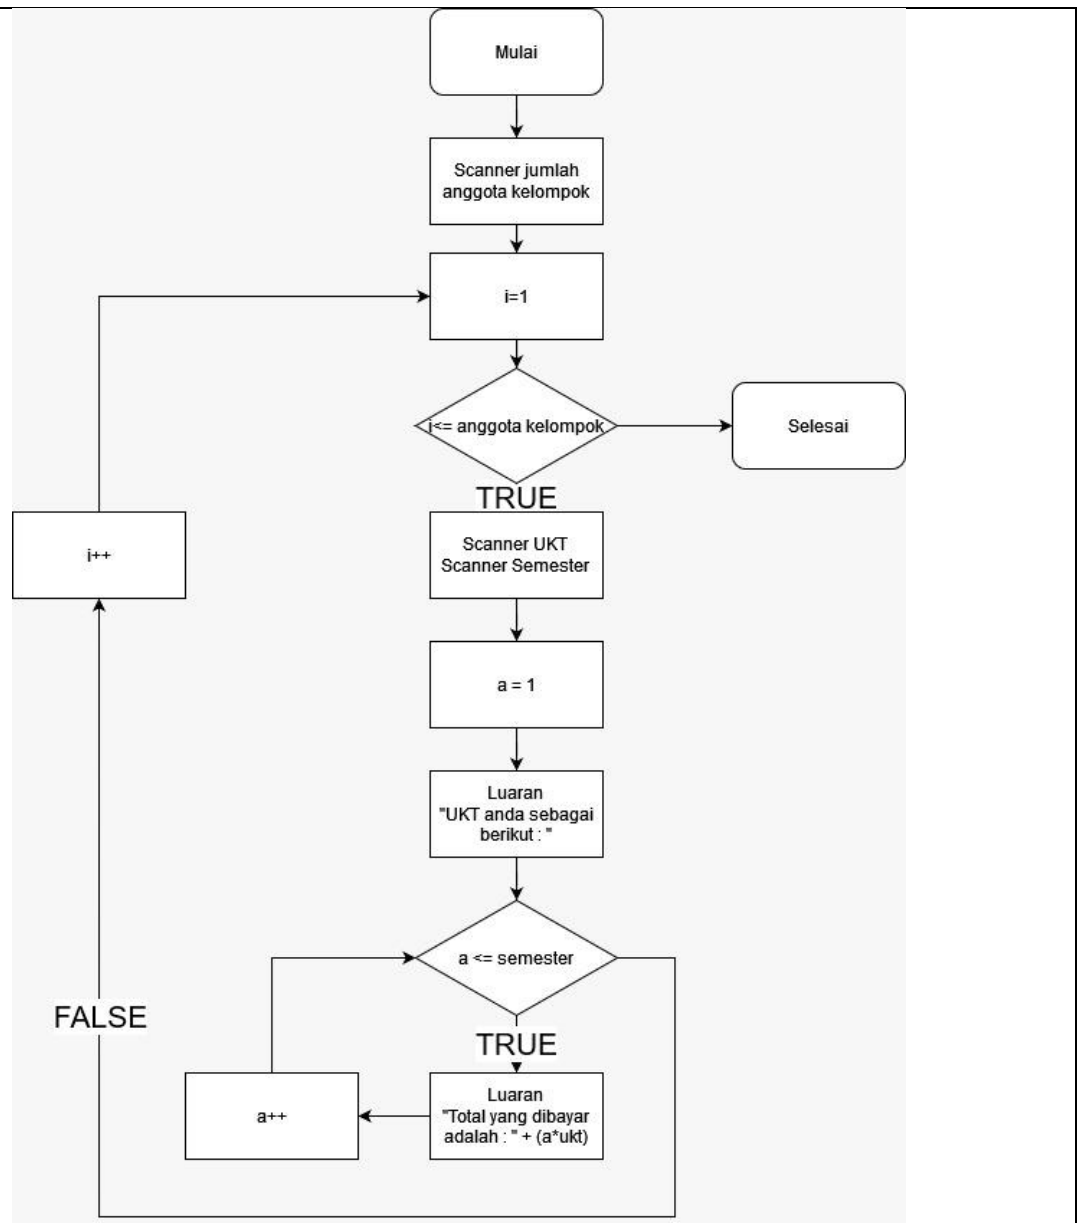 Mulai
Scanner jumlah
anggota kelompok
i=1
i<= anggota kelompok
Selesai
TRUE
i++
Scanner UKT
Scanner Semester
a = 1
Luaran
"UKT anda sebagai
berikut : "
a <= semester
FALSE
TRUE
a++
Luaran
"Total yang dibayar
adalah : " + (a*ukt)